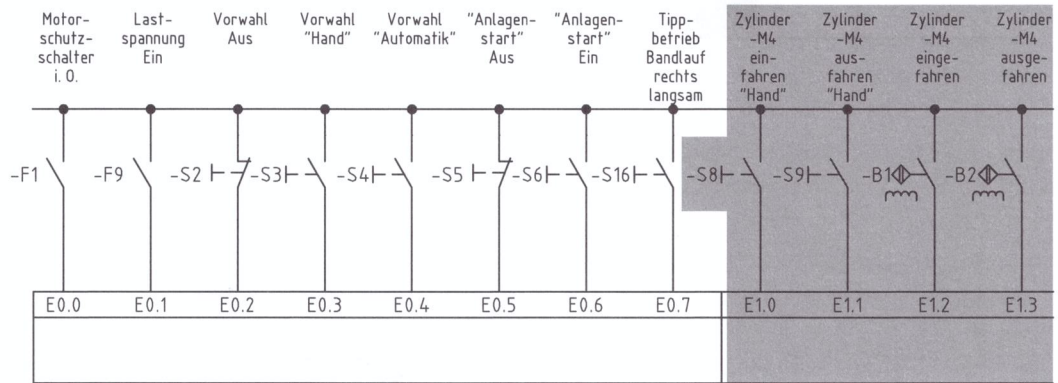 Motor-
schutz-
schalter
i. O.
Last-
spannung
Ein
Vorwahl
Aus
Vorwahl
"Hand"
Vorwahl
"Automatik"
"Anlagen-
start"
Aus
"Anlagen-
start"
Ein
Tipp-
betrieb
Bandlauf
rechts
langsam
Zylinder
-M4
ein-
fahren
"Hand"
Zylinder
-M4
aus-
fahren
"Hand"
Zylinder
-M4
einge-
fahren
Zylinder
-M4
ausge-
fahren
-F1
-F9
-S2
-S3
-S4
-S5
-S6
-S16
-S8
-S9
-B1
-B2
E0.0
E0.1
E0.2
E0.3
E0.4
E0.5
E0.6
E0.7
E1.0
E1.1
E1.2
E1.3